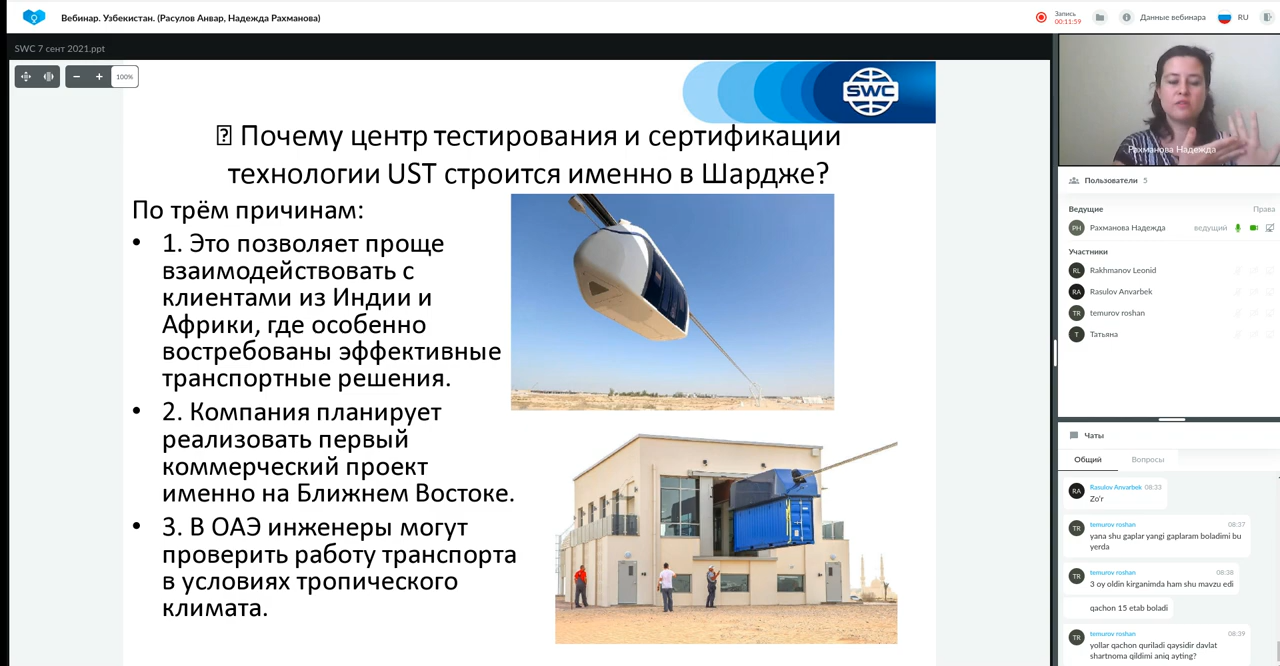 Вебинар. Узбекистан. (Расулов Анвар, Надежда Рахманова)
Запись
00:11:59
Данные вебинара
RU
SWC 7 сент 2021.ppt
100%
SWC
Почему центр тестирования и сертификации
технологии UST строится именно в Шардже?
По трём причинам:
• 1. Это позволяет проще
взаимодействовать с
клиентами из Индии и
Африки, где особенно
востребованы эффективные
транспортные решения.
• 2. Компания планирует
реализовать первый
коммерческий проект
именно на Ближнем Востоке.
• 3. В ОАЭ инженеры могут
проверить работу транспорта
в условиях тропического
климата.
Рахманова Надежда
Пользователи 5
Ведущие
Права
РН Рахманова Надежда ведущий
Участники
RL Rakhmanov Leonid
RA Rasulov Anvarbek
TR temurov roshan
Т Татьяна
Чаты
Общий
Вопросы
RA Rasulov Anvarbek 08:33
Zo'r
TR temurov roshan 08:37
yana shu gaplar yangi gaplaram boladimi bu
yerda
TR temurov roshan 08:38
3 oy oldin kirganimda ham shu mavzu edi
qachon 15 etab boladi
TR temurov roshan 08:39
yollar qachon quriladi qaysidir davlat
shartnoma qildimi aniq ayting?